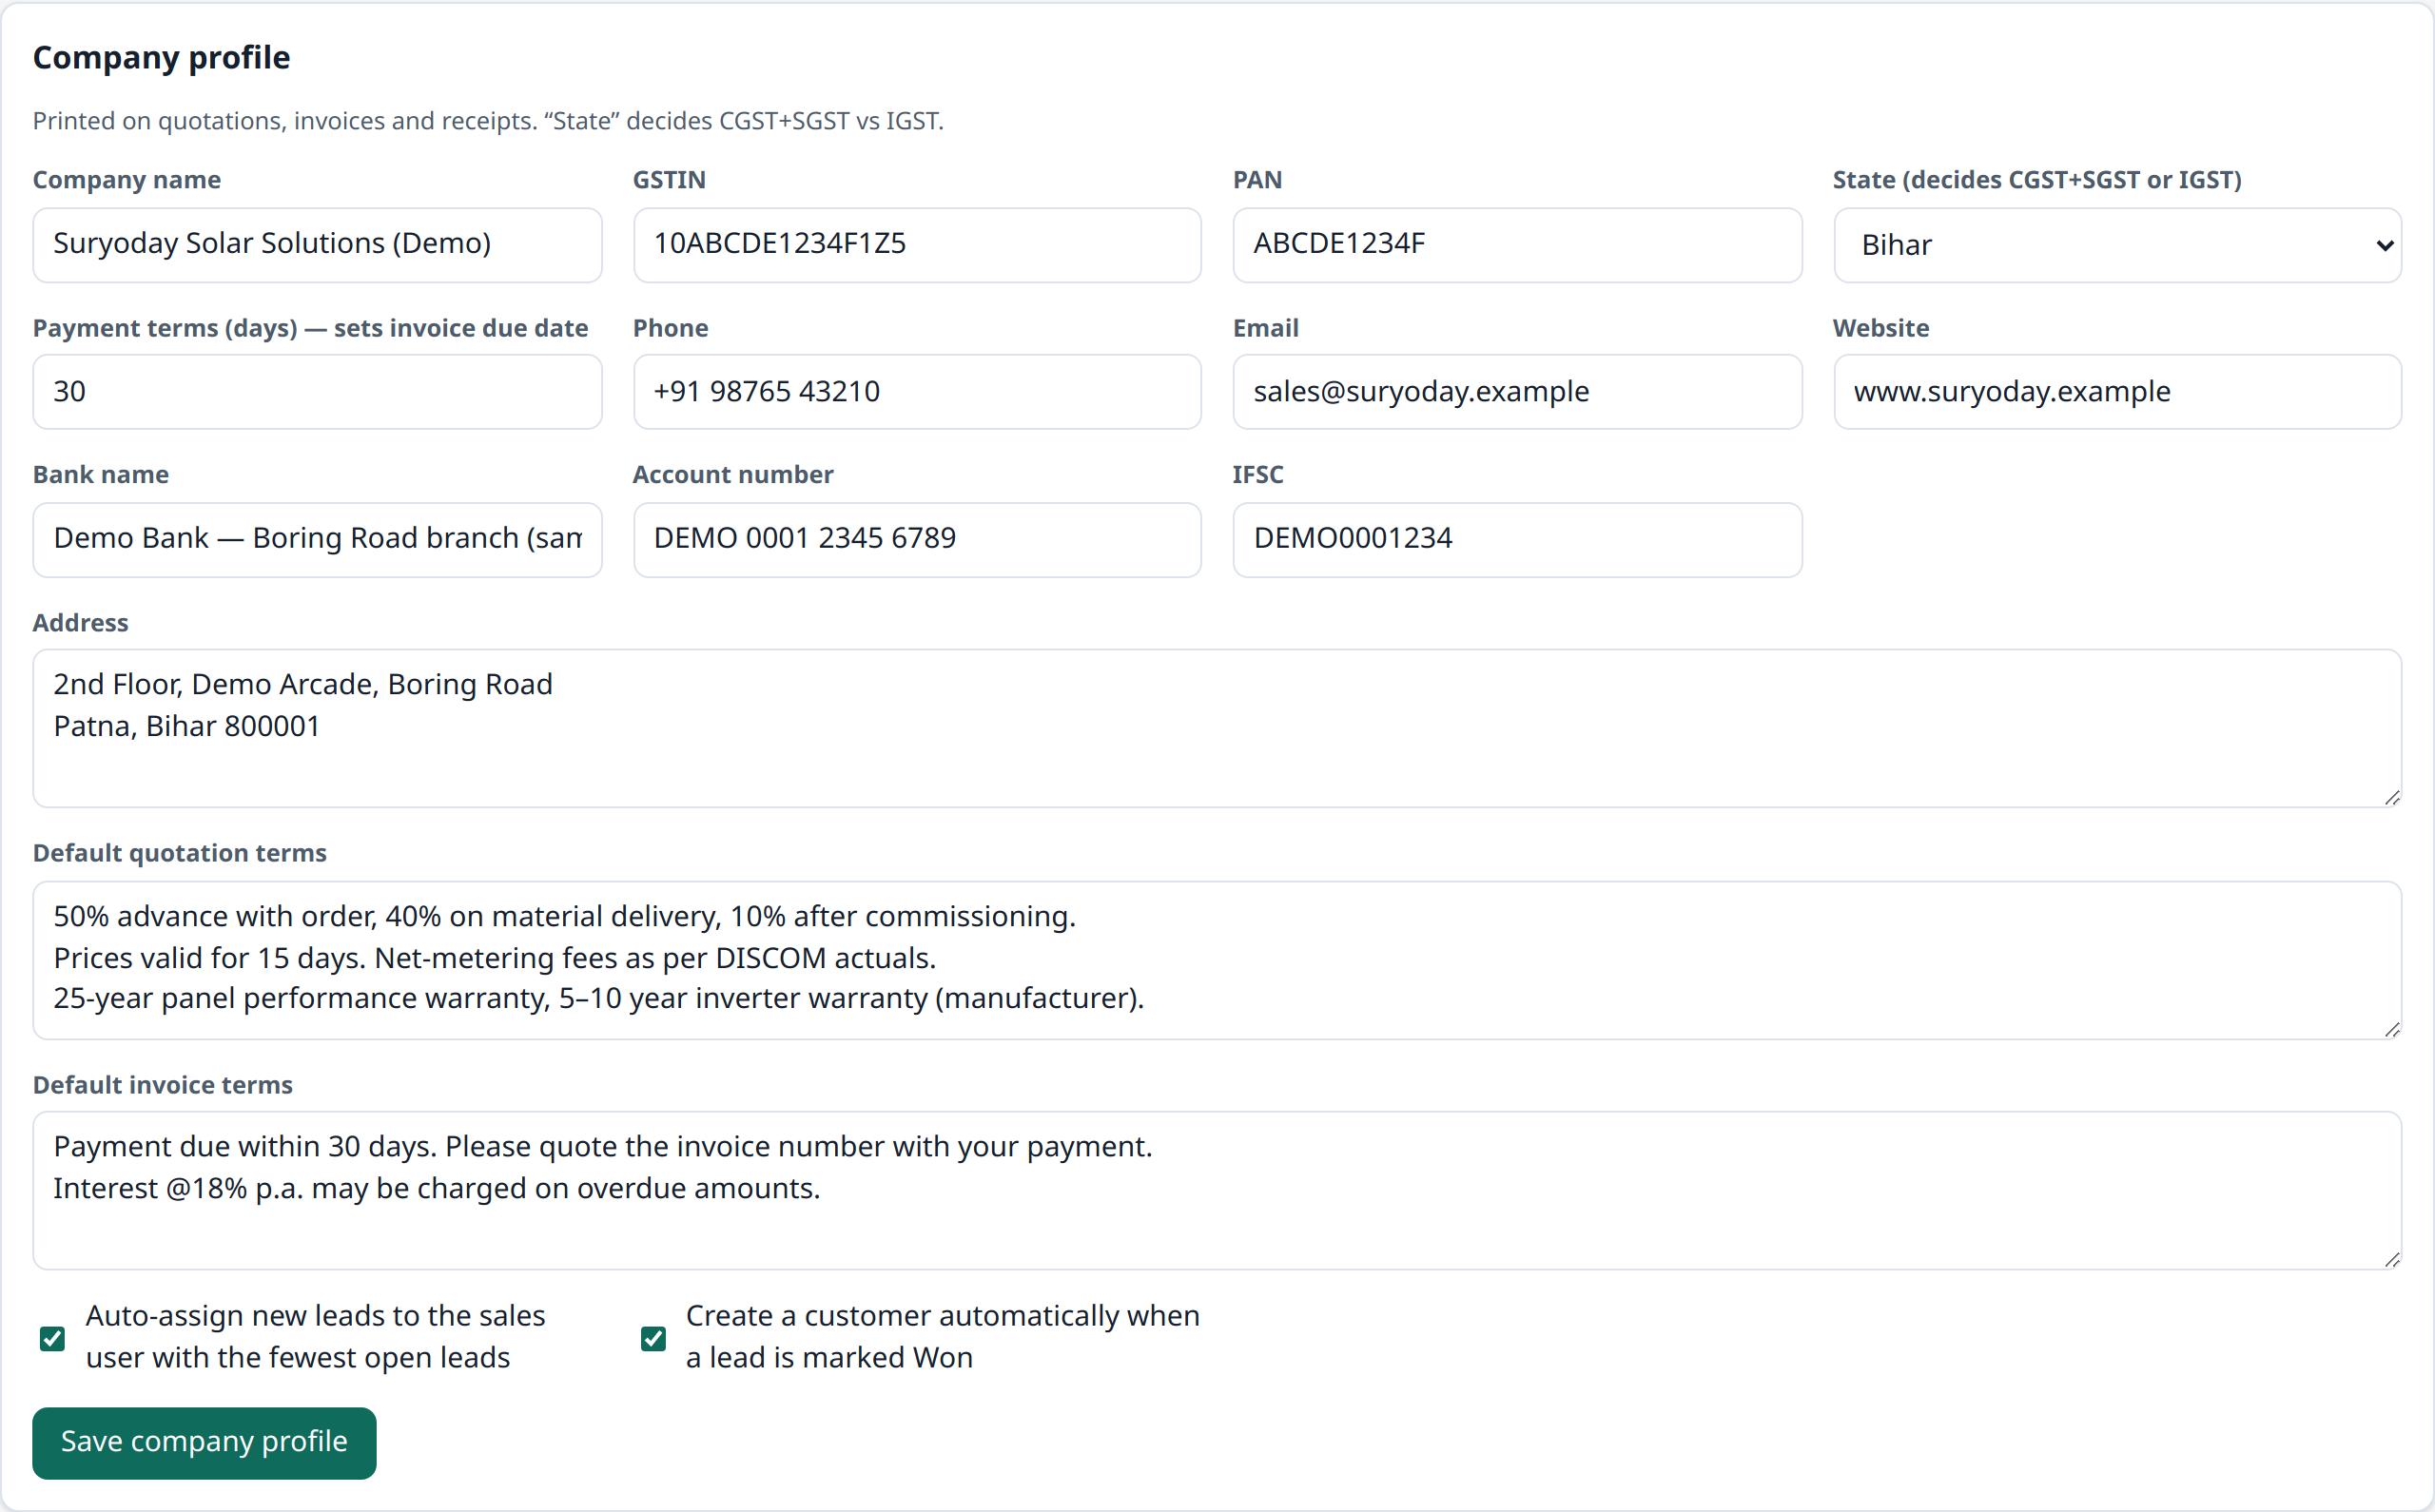 Company profile
Printed on quotations, invoices and receipts. “State” decides CGST+SGST vs IGST.
Company name
GSTIN
PAN
State (decides CGST+SGST or IGST)
Suryoday Solar Solutions (Demo)
10ABCDE1234F1Z5
ABCDE1234F
Bihar
Payment terms (days) — sets invoice due date
Phone
Email
Website
30
+91 98765 43210
sales@suryoday.example
www.suryoday.example
Bank name
Account number
IFSC
Demo Bank — Boring Road branch (sam
DEMO 0001 2345 6789
DEMO0001234
Address
2nd Floor, Demo Arcade, Boring Road
Patna, Bihar 800001
Default quotation terms
50% advance with order, 40% on material delivery, 10% after commissioning.
Prices valid for 15 days. Net-metering fees as per DISCOM actuals.
25-year panel performance warranty, 5–10 year inverter warranty (manufacturer).
Default invoice terms
Payment due within 30 days. Please quote the invoice number with your payment.
Interest @18% p.a. may be charged on overdue amounts.
Auto-assign new leads to the sales
user with the fewest open leads
Create a customer automatically when
a lead is marked Won
Save company profile